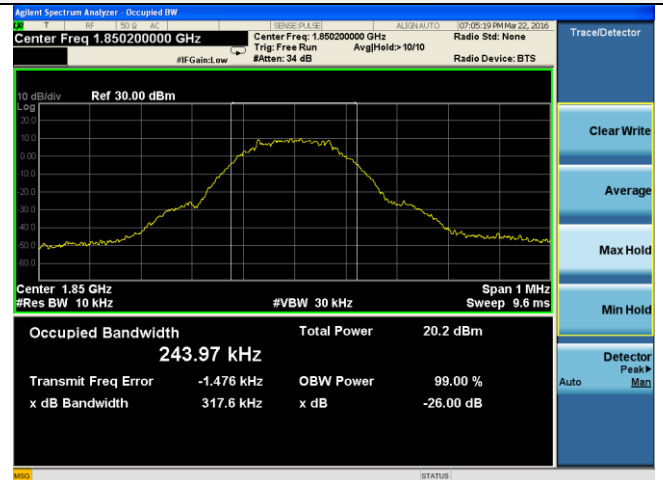 Agilent Spectrum Analyzer - Occupied BW
LXI T RF 50 Ω AC SENSE:PULSE ALIGN AUTO 07:05:19 PM Mar 22, 2016
Center Freq 1.850200000 GHz Center Freq: 1.850200000 GHz Radio Std: None Trace/Detector
Trig: Free Run Avg|Hold:> 10/10
#IFGain:Low #Atten: 34 dB Radio Device: BTS
10 dB/div Ref 30.00 dBm
Log
20.0
10.0 Clear Write
0.00
-10.0
-20.0 Average
-30.0
-40.0
-50.0 Max Hold
-60.0
Center 1.85 GHz Span 1 MHz
#Res BW 10 kHz #VBW 30 kHz Sweep 9.6 ms
Min Hold
Occupied Bandwidth Total Power 20.2 dBm
243.97 kHz
Detector
Peak▶
Transmit Freq Error -1.476 kHz OBW Power 99.00 % Auto Man
x dB Bandwidth 317.6 kHz x dB -26.00 dB
MSG STATUS